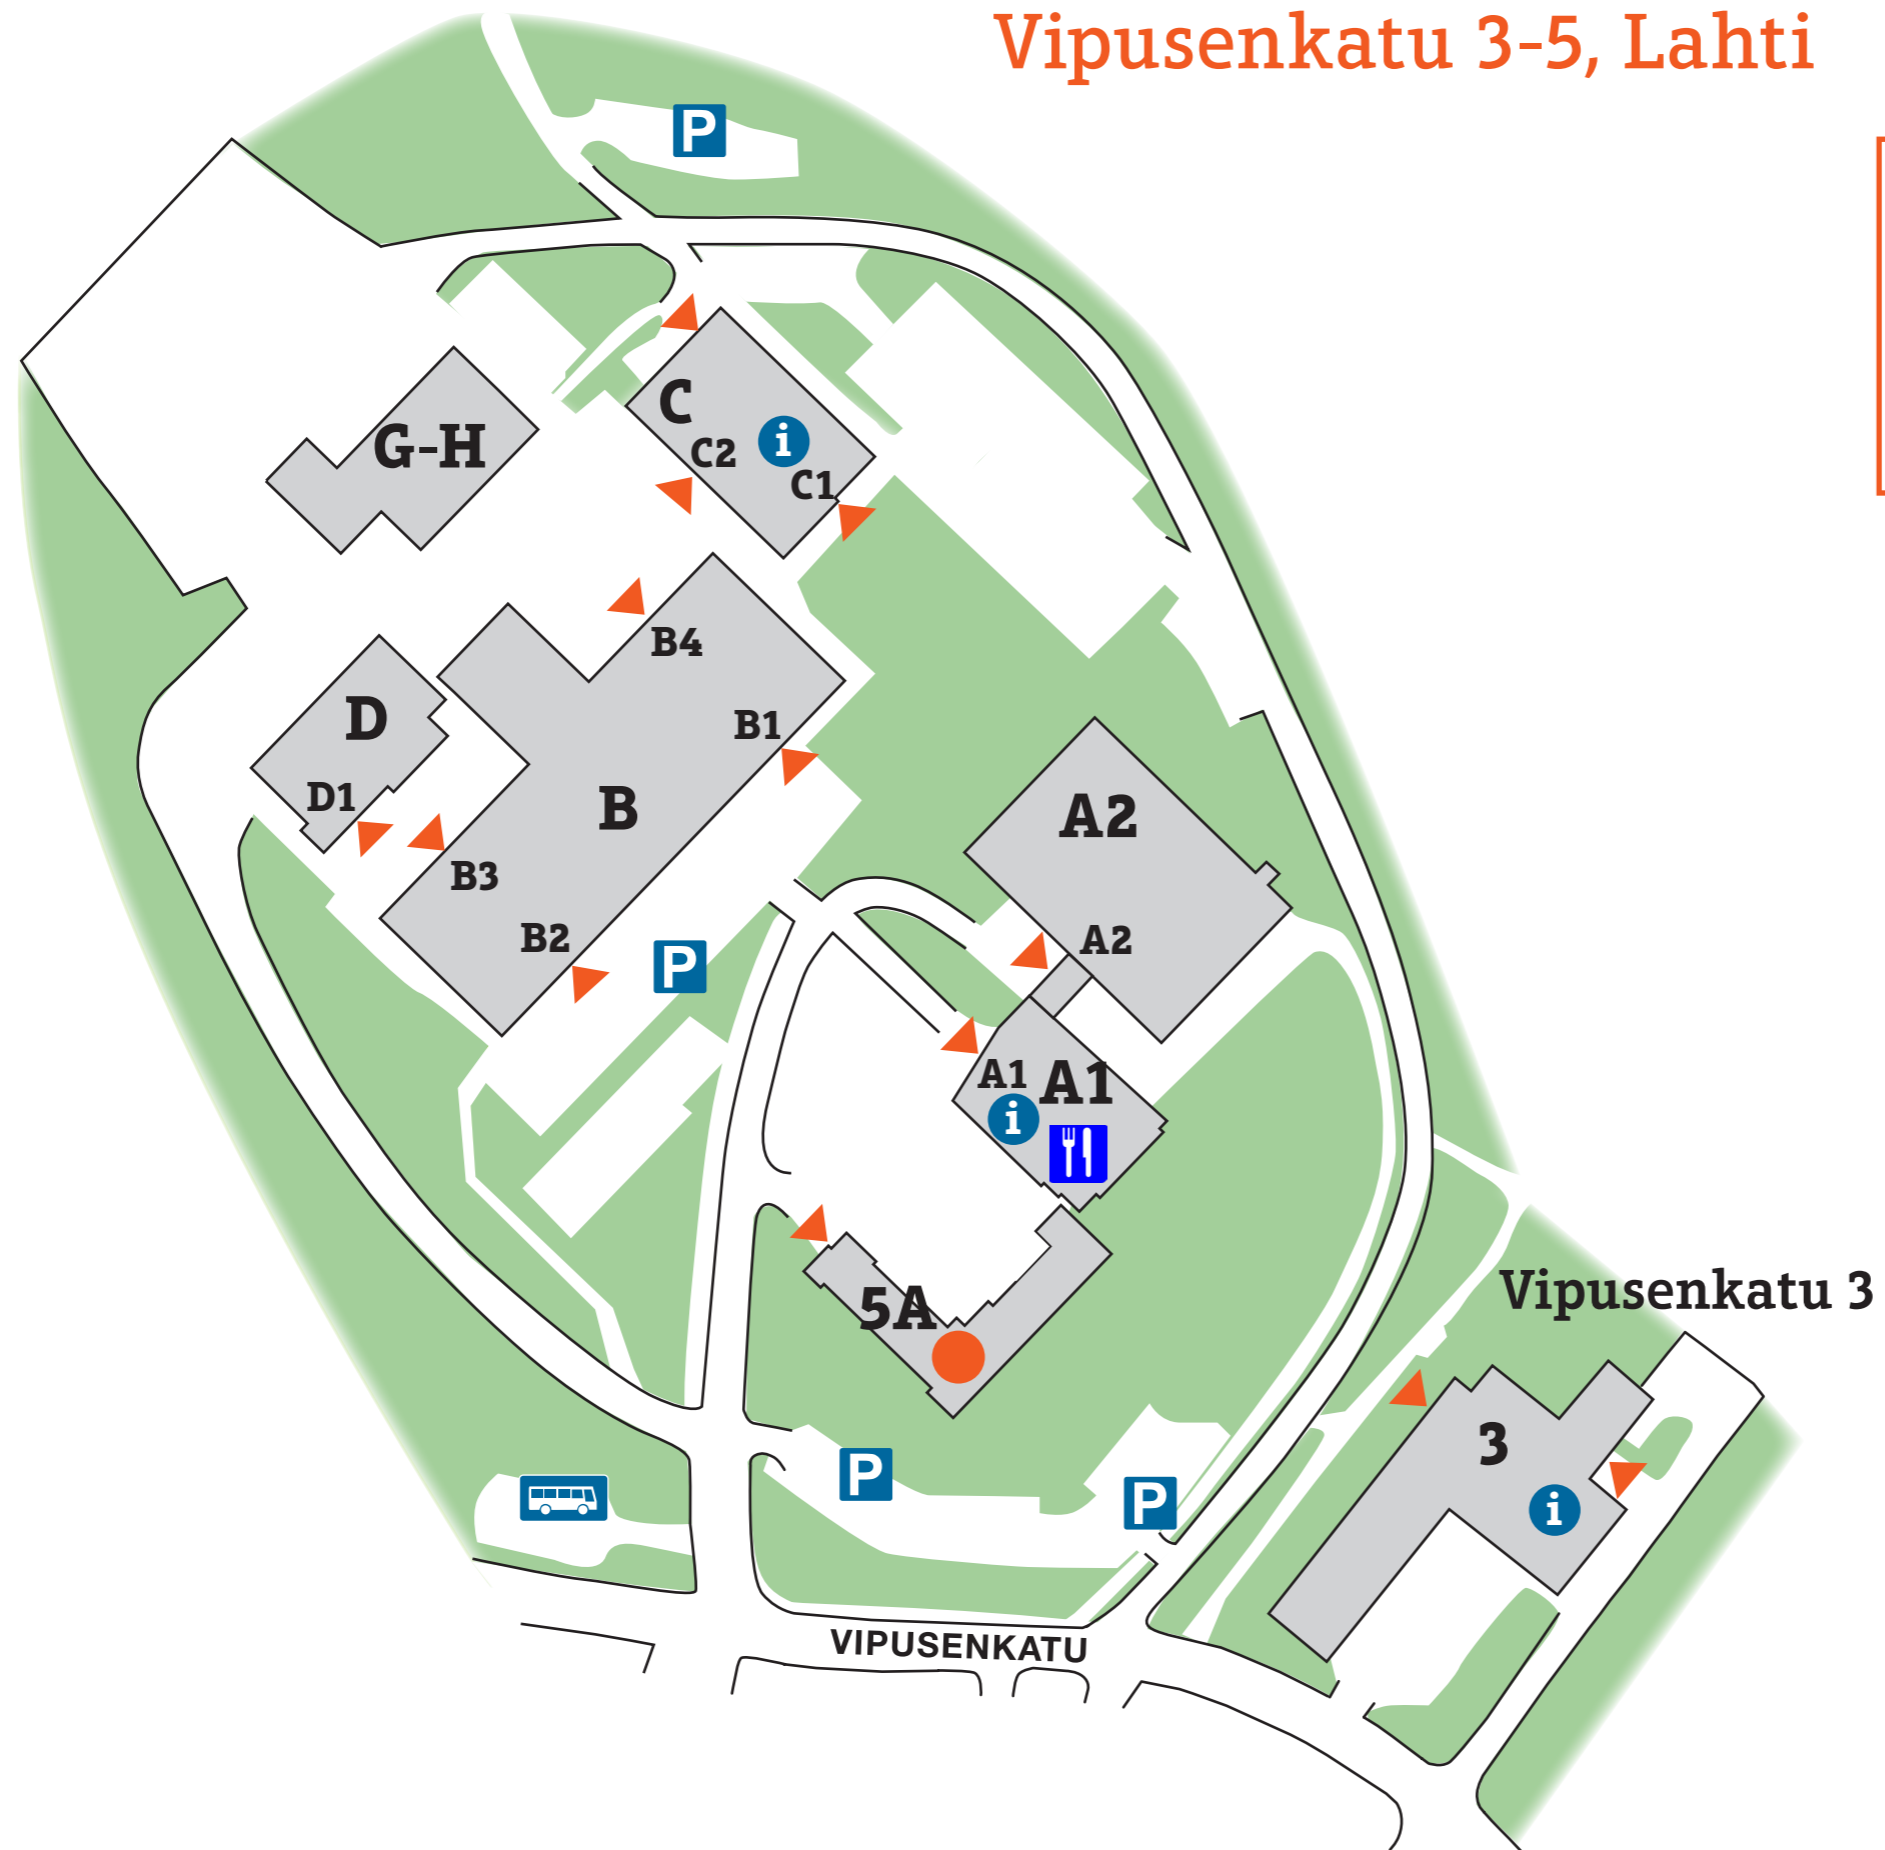 Vipusenkatu 3-5, Lahti
P
C
C2
i
C1
G-H
B4
B1
D
D1
B
B3
B2
P
A2
A2
A1
A1
i
5A
Vipusenkatu 3
3
i
P
P
VIPUSENKATU